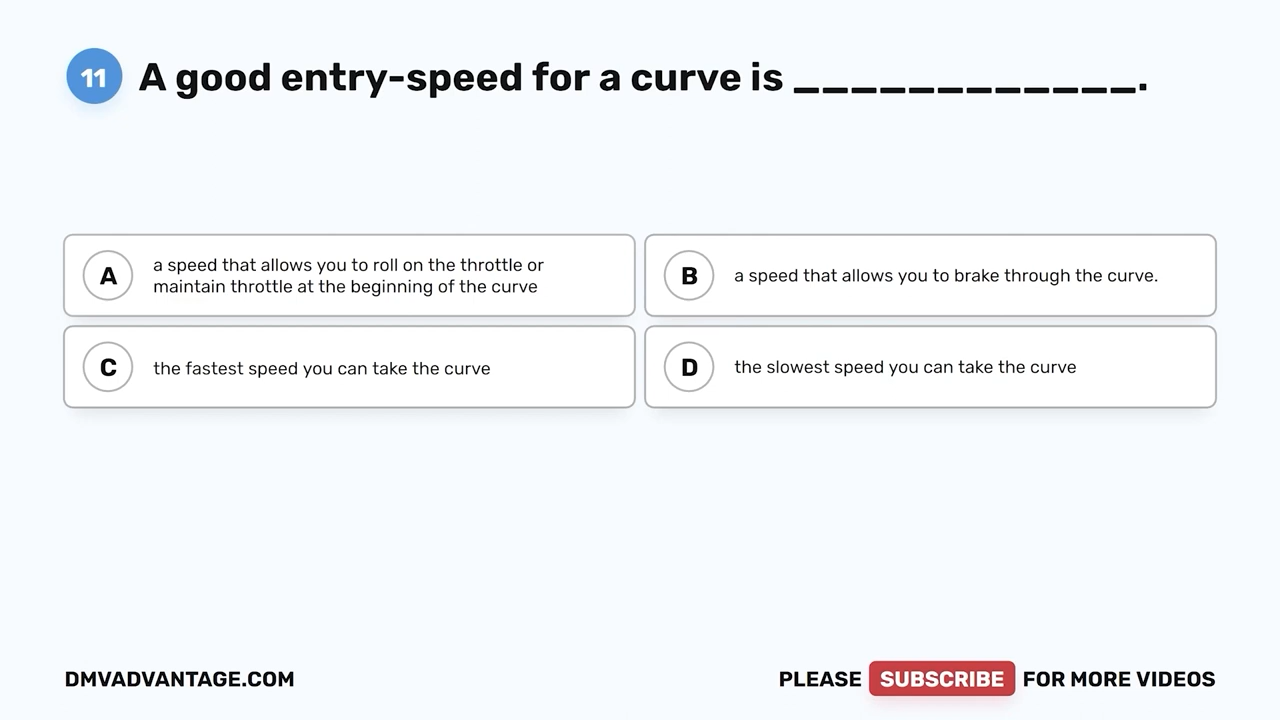 11 A good entry-speed for a curve is ____________.
A a speed that allows you to roll on the throttle or
maintain throttle at the beginning of the curve
B a speed that allows you to brake through the curve.
C the fastest speed you can take the curve
D the slowest speed you can take the curve
DMVADVANTAGE.COM
PLEASE SUBSCRIBE FOR MORE VIDEOS